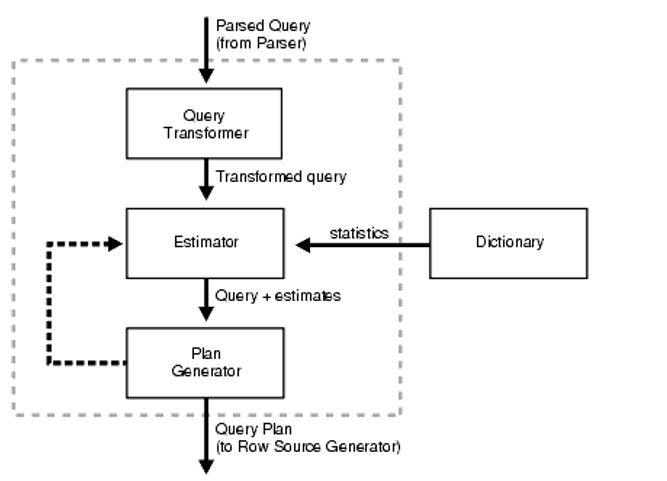 Parsed Query
(from Parser)
Query
Transformer
Transformed query
Estimator
statistics
Dictionary
Query + estimates
Plan
Generator
Query Plan
(to Row Source Generator)